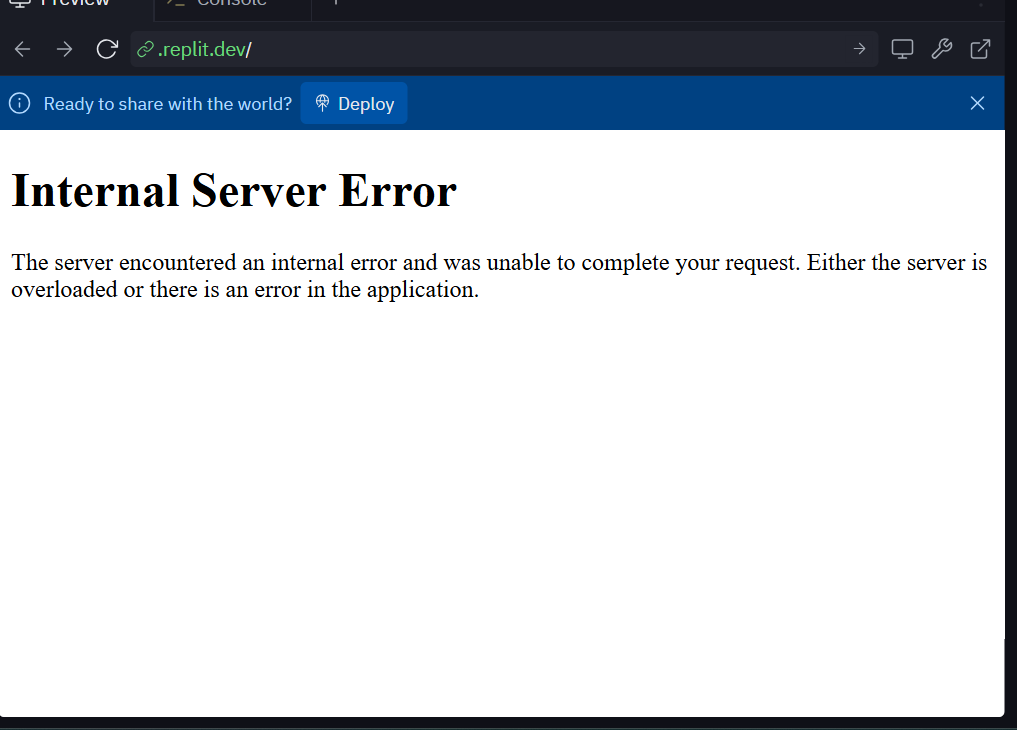 Preview Console
.replit.dev/
Ready to share with the world? Deploy
Internal Server Error
The server encountered an internal error and was unable to complete your request. Either the server is
overloaded or there is an error in the application.